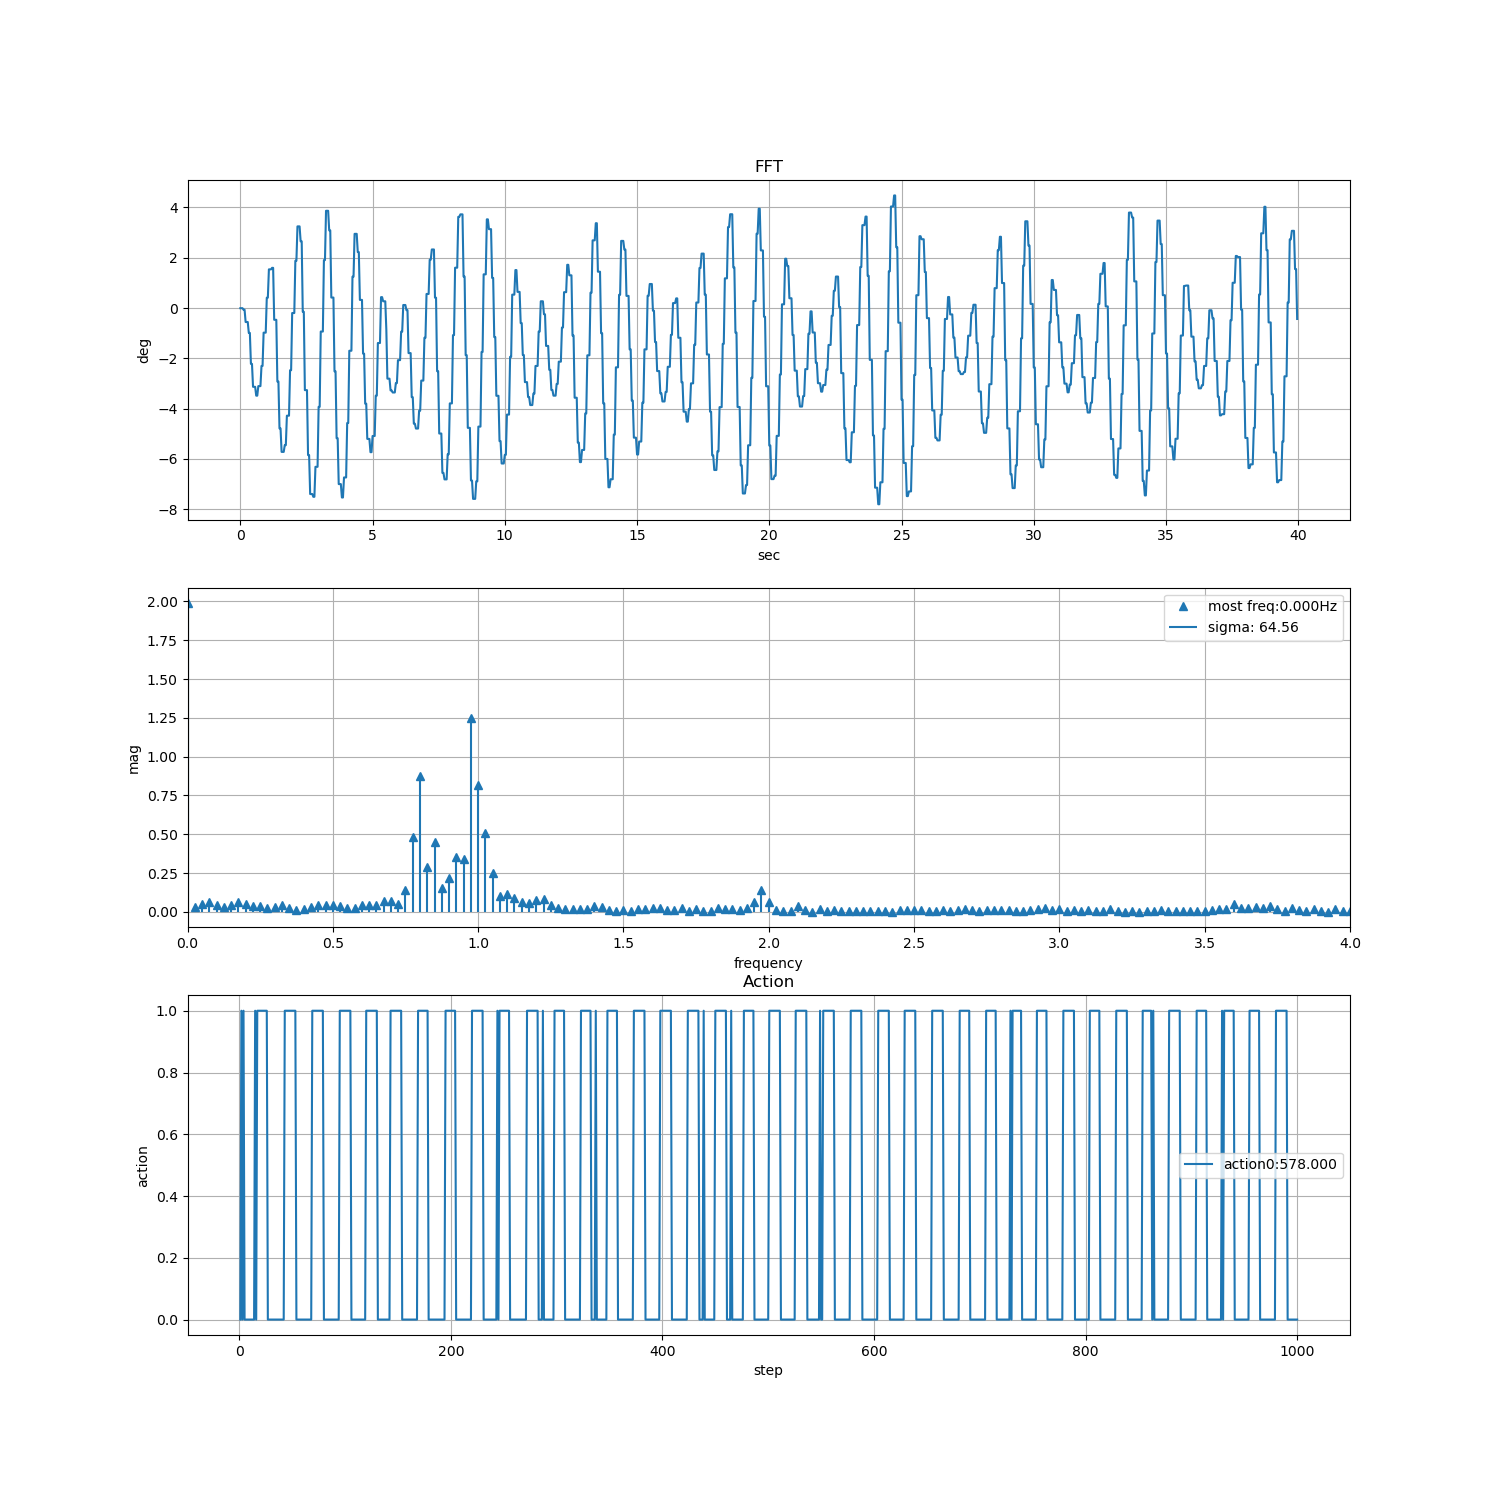 FFT
4
2
0
−2
−4
−6
−8
deg
0 5 10 15 20 25 30 35 40
sec
2.00
1.75
1.50
1.25
1.00
0.75
0.50
0.25
0.00
mag
most freq:0.000Hz
sigma: 64.56
0.0 0.5 1.0 1.5 2.0 2.5 3.0 3.5 4.0
frequency
Action
1.0
0.8
0.6
0.4
0.2
0.0
action
action0:578.000
0 200 400 600 800 1000
step